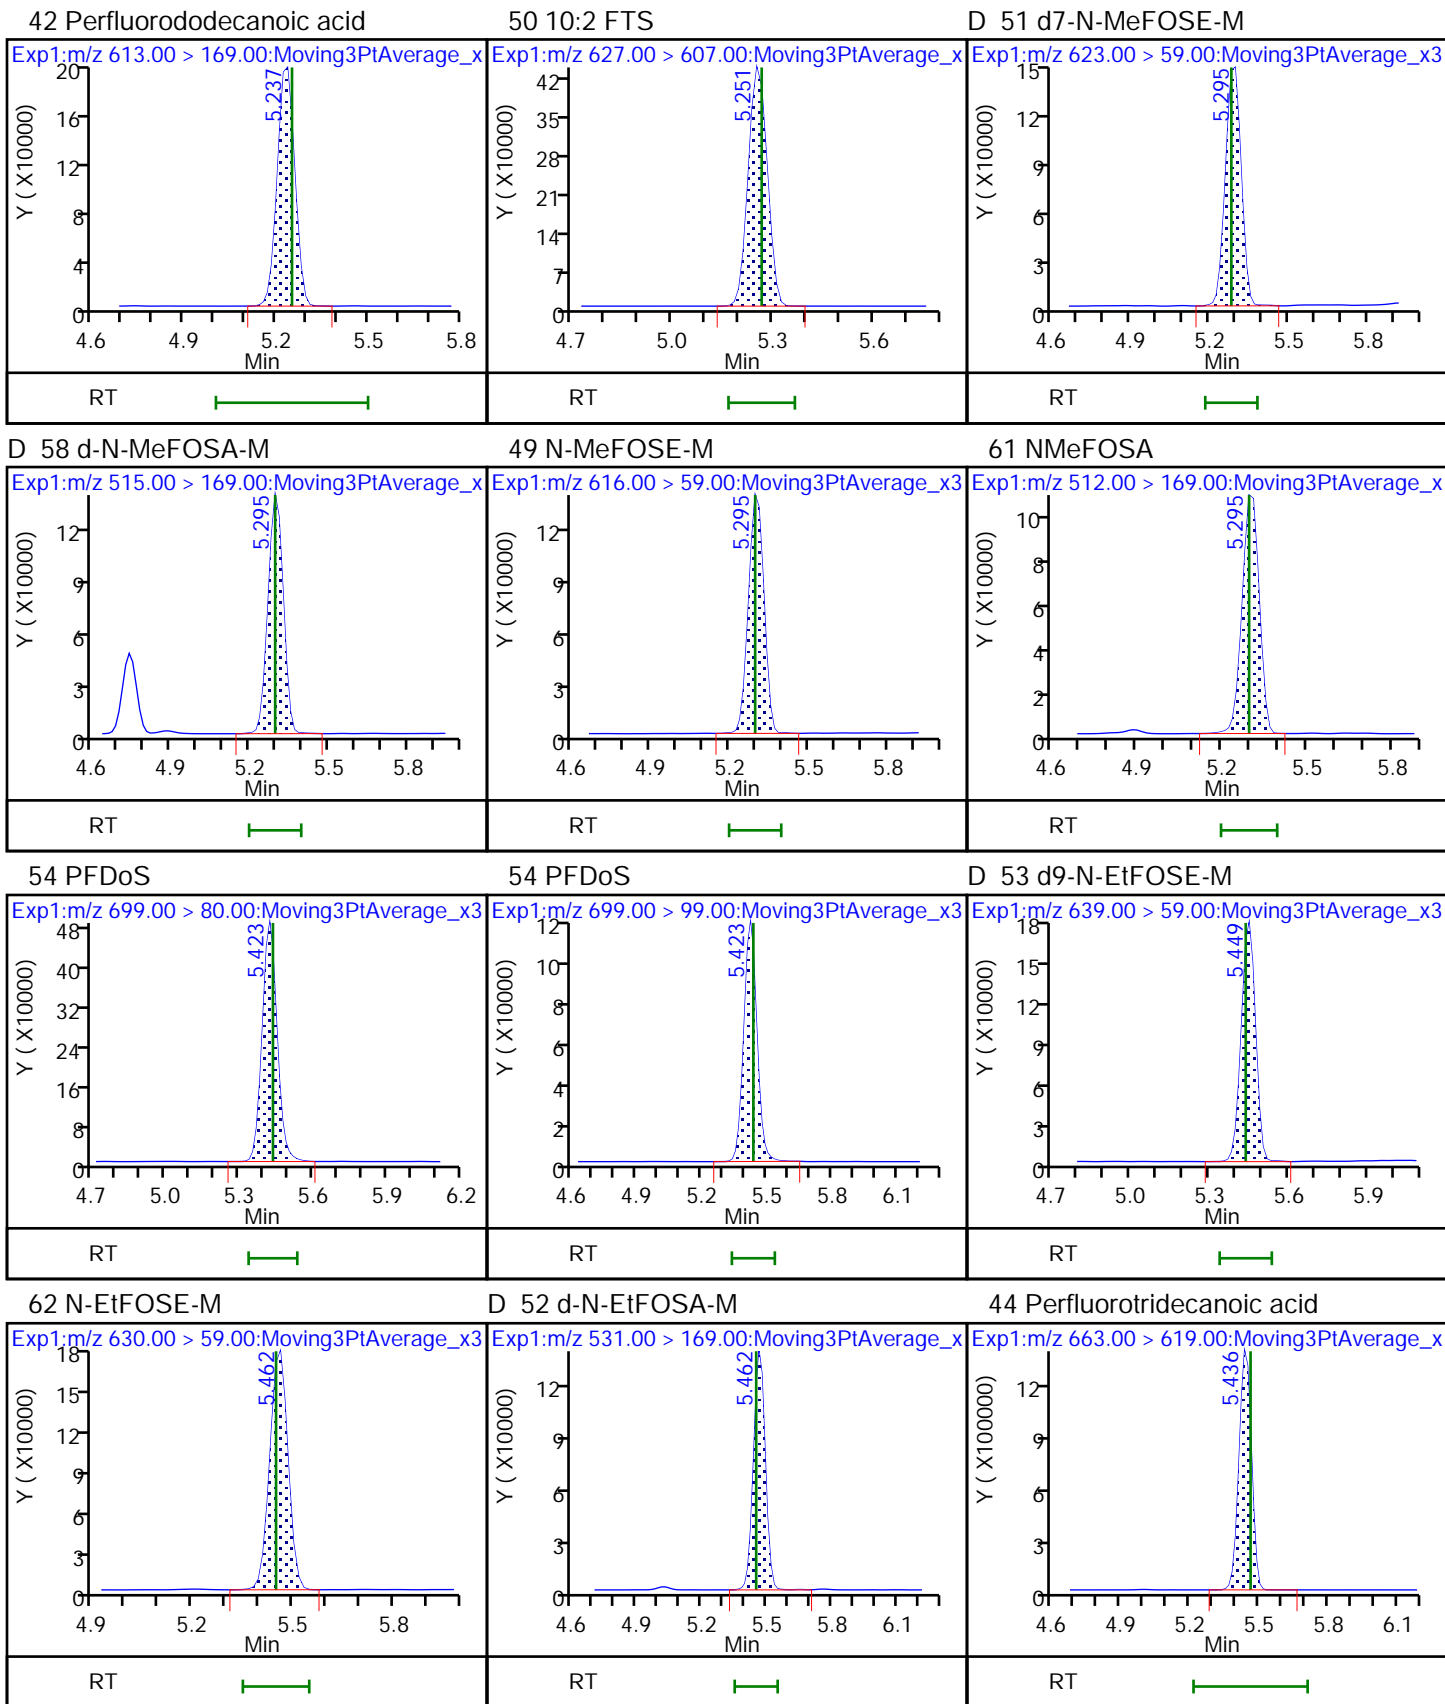 42 Perfluorododecanoic acid
Exp1:m/z 613.00 > 169.00:Moving3PtAverage_x
5.237
Y ( X10000)
20
16
12
8
4
0
4.6 4.9 5.2 5.5 5.8
Min
RT
50 10:2 FTS
Exp1:m/z 627.00 > 607.00:Moving3PtAverage_x
5.251
Y ( X10000)
42
35
28
21
14
7
0
4.7 5.0 5.3 5.6
Min
RT
D 51 d7-N-MeFOSE-M
Exp1:m/z 623.00 > 59.00:Moving3PtAverage_x3
5.295
Y ( X10000)
15
12
9
6
3
0
4.6 4.9 5.2 5.5 5.8
Min
RT
D 58 d-N-MeFOSA-M
Exp1:m/z 515.00 > 169.00:Moving3PtAverage_x
5.295
Y ( X10000)
12
9
6
3
0
4.6 4.9 5.2 5.5 5.8
Min
RT
49 N-MeFOSE-M
Exp1:m/z 616.00 > 59.00:Moving3PtAverage_x3
5.295
Y ( X10000)
12
9
6
3
0
4.6 4.9 5.2 5.5 5.8
Min
RT
61 NMeFOSA
Exp1:m/z 512.00 > 169.00:Moving3PtAverage_x
5.295
Y ( X10000)
10
8
6
4
2
0
4.6 4.9 5.2 5.5 5.8
Min
RT
54 PFDoS
Exp1:m/z 699.00 > 80.00:Moving3PtAverage_x3
5.423
Y ( X10000)
48
40
32
24
16
8
0
4.7 5.0 5.3 5.6 5.9 6.2
Min
RT
54 PFDoS
Exp1:m/z 699.00 > 99.00:Moving3PtAverage_x3
5.423
Y ( X10000)
12
10
8
6
4
2
0
4.6 4.9 5.2 5.5 5.8 6.1
Min
RT
D 53 d9-N-EtFOSE-M
Exp1:m/z 639.00 > 59.00:Moving3PtAverage_x3
5.449
Y ( X10000)
18
15
12
9
6
3
0
4.7 5.0 5.3 5.6 5.9
Min
RT
62 N-EtFOSE-M
Exp1:m/z 630.00 > 59.00:Moving3PtAverage_x3
5.462
Y ( X10000)
18
15
12
9
6
3
0
4.9 5.2 5.5 5.8
Min
RT
D 52 d-N-EtFOSA-M
Exp1:m/z 531.00 > 169.00:Moving3PtAverage_x
5.462
Y ( X10000)
12
9
6
3
0
4.6 4.9 5.2 5.5 5.8 6.1
Min
RT
44 Perfluorotridecanoic acid
Exp1:m/z 663.00 > 619.00:Moving3PtAverage_x
5.436
Y ( X100000)
12
9
6
3
0
4.6 4.9 5.2 5.5 5.8 6.1
Min
RT